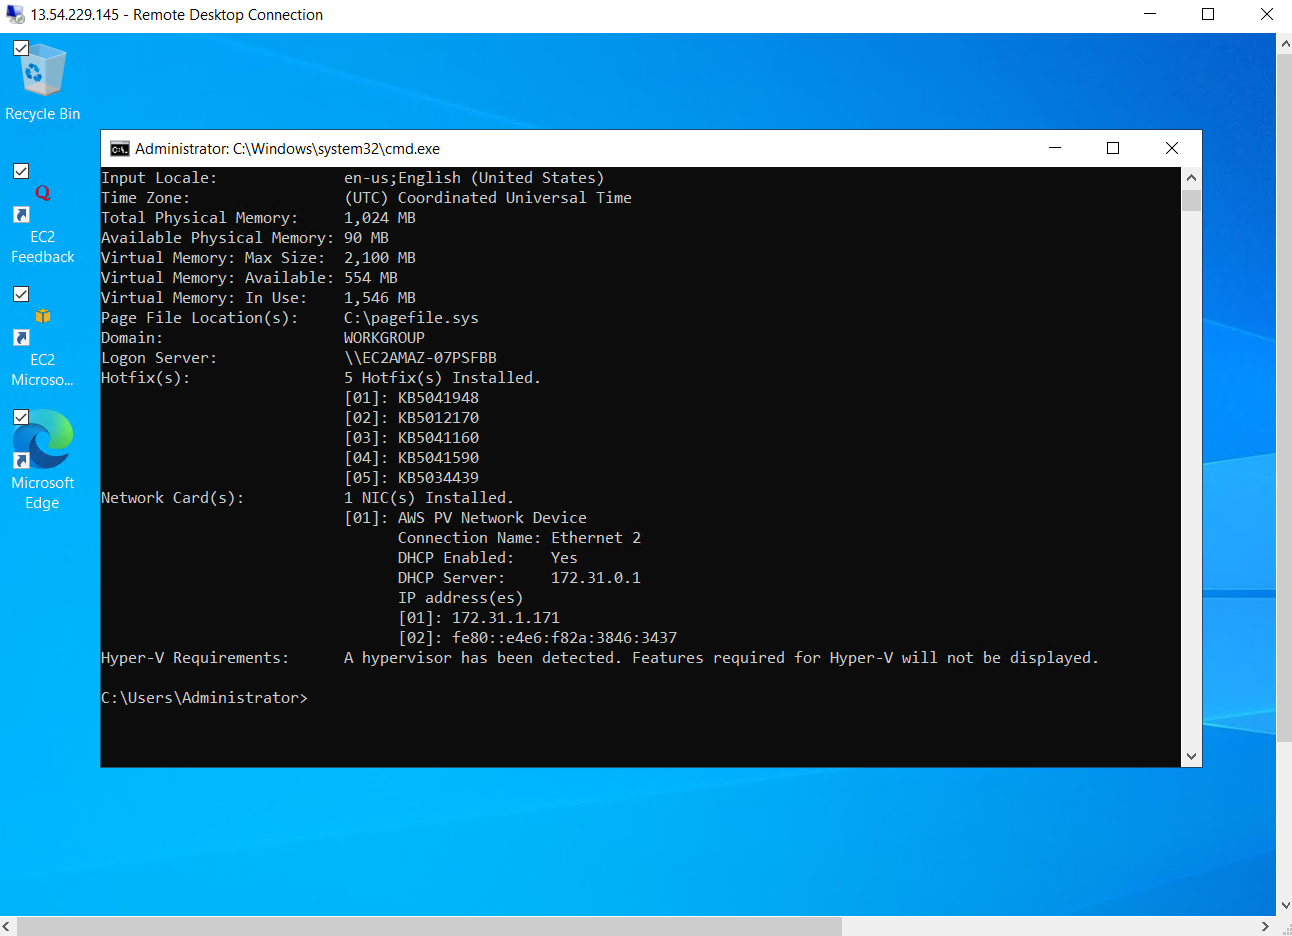 13.54.229.145 - Remote Desktop Connection
Recycle Bin
EC2
Feedback
EC2
Microso...
Microsoft
Edge
Administrator: C:\Windows\system32\cmd.exe
Input Locale: en-us;English (United States)
Time Zone: (UTC) Coordinated Universal Time
Total Physical Memory: 1,024 MB
Available Physical Memory: 90 MB
Virtual Memory: Max Size: 2,100 MB
Virtual Memory: Available: 554 MB
Virtual Memory: In Use: 1,546 MB
Page File Location(s): C:\pagefile.sys
Domain: WORKGROUP
Logon Server: \\EC2AMAZ-07PSFBB
Hotfix(s): 5 Hotfix(s) Installed.
[01]: KB5041948
[02]: KB5012170
[03]: KB5041160
[04]: KB5041590
[05]: KB5034439
Network Card(s): 1 NIC(s) Installed.
[01]: AWS PV Network Device
Connection Name: Ethernet 2
DHCP Enabled: Yes
DHCP Server: 172.31.0.1
IP address(es)
[01]: 172.31.1.171
[02]: fe80::e4e6:f82a:3846:3437
Hyper-V Requirements: A hypervisor has been detected. Features required for Hyper-V will not be displayed.
C:\Users\Administrator>